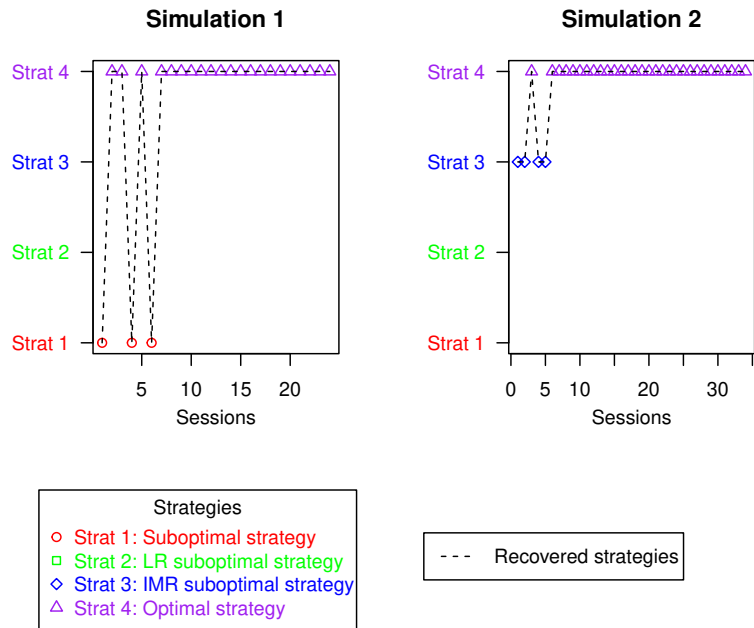 Simulation 1
Strat 4
Strat 3
Strat 2
Strat 1
5 10 15 20
Sessions
Simulation 2
Strat 4
Strat 3
Strat 2
Strat 1
0 5 10 20 30
Sessions
Strategies
Strat 1: Suboptimal strategy
Strat 2: LR suboptimal strategy
Strat 3: IMR suboptimal strategy
Strat 4: Optimal strategy
Recovered strategies